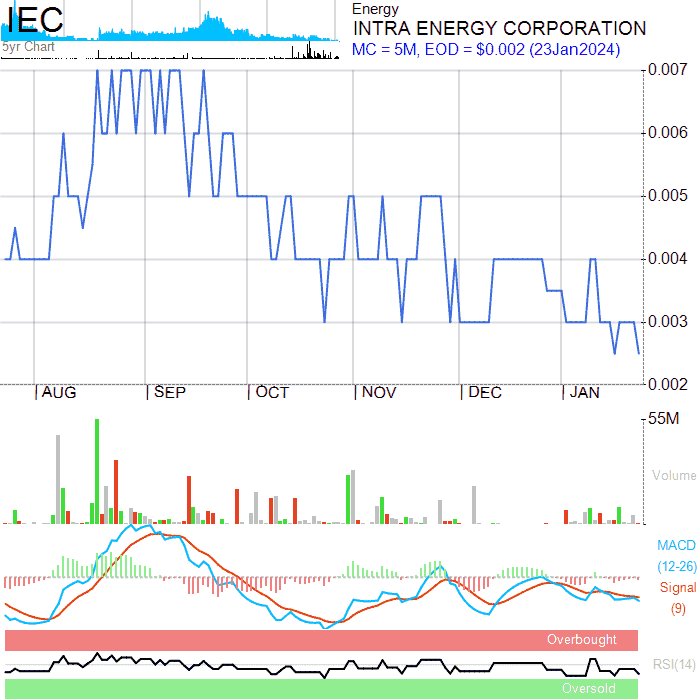 IEC
5yr Chart
Energy
INTRA ENERGY CORPORATION
MC = 5M, EOD = $0.002 (23Jan2024)
0.007
0.006
0.005
0.004
0.003
0.002
AUG SEP OCT NOV DEC JAN
55M
Volume
MACD
(12-26)
Signal
(9)
Overbought
RSI(14)
Oversold